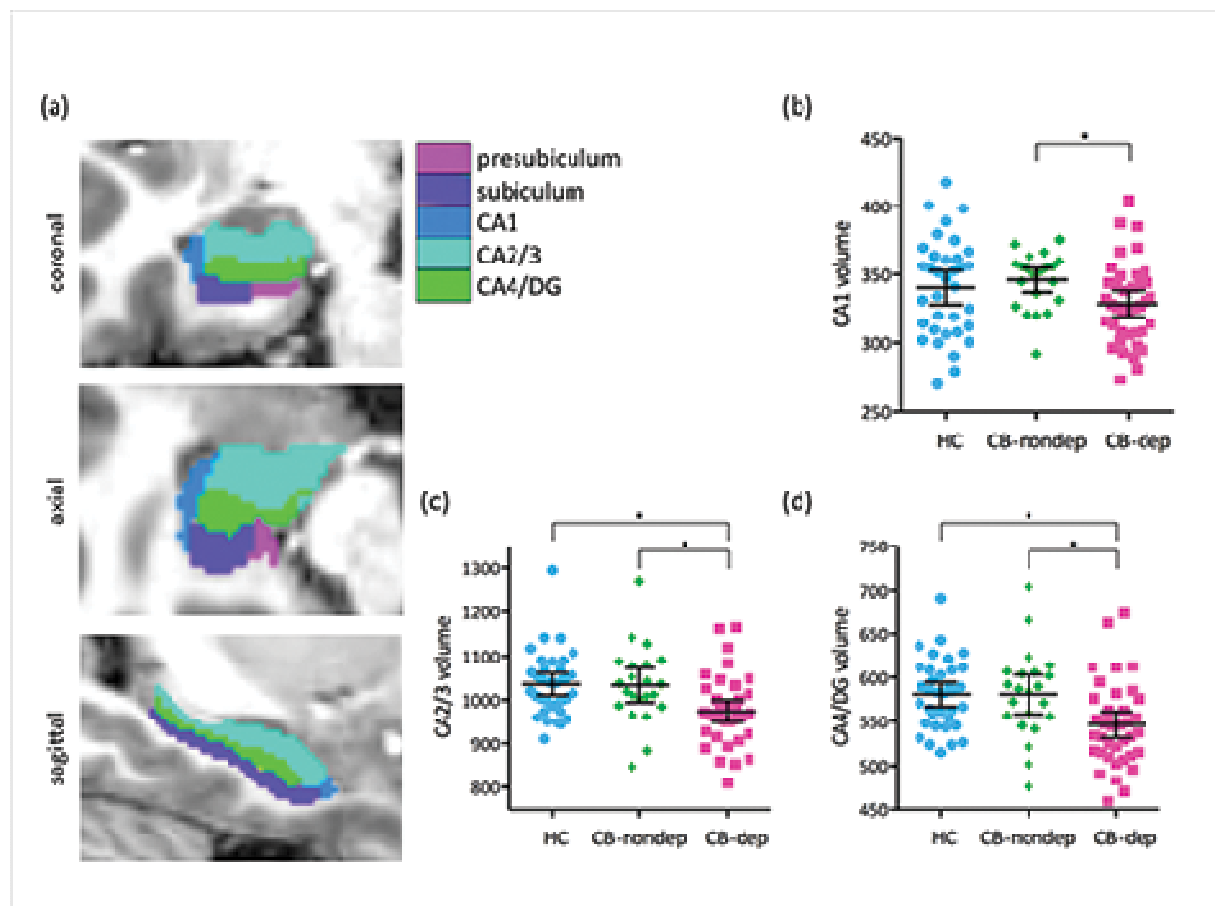 (a)
coronal
axial
sagittal
presubiculum
subiculum
CA1
CA2/3
CA4/DG
(b)
CA1 volume
450
400
350
300
250
HC
CB-nondep
CB-dep
(c)
CA2/3 volume
1300
1200
1100
1000
900
800
HC
CB-nondep
CB-dep
(d)
CA4/DG volume
750
700
650
600
550
500
450
HC
CB-nondep
CB-dep